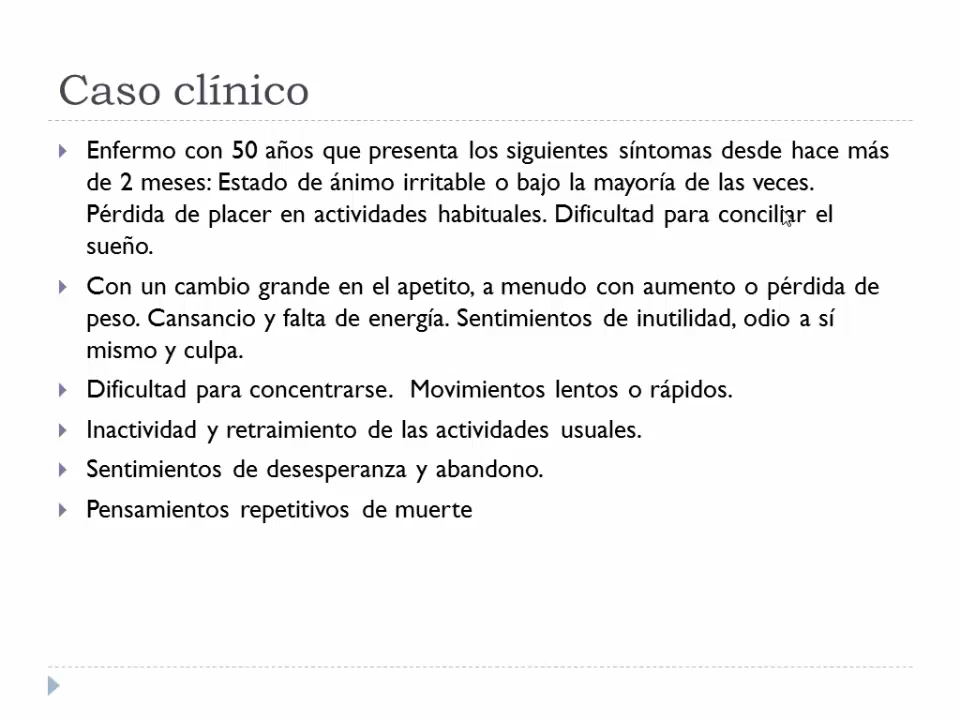 Caso clínico
Enfermo con 50 años que presenta los siguientes síntomas desde hace más
de 2 meses: Estado de ánimo irritable o bajo la mayoría de las veces.
Pérdida de placer en actividades habituales. Dificultad para conciliar el
sueño.
Con un cambio grande en el apetito, a menudo con aumento o pérdida de
peso. Cansancio y falta de energía. Sentimientos de inutilidad, odio a sí
mismo y culpa.
Dificultad para concentrarse. Movimientos lentos o rápidos.
Inactividad y retraimiento de las actividades usuales.
Sentimientos de desesperanza y abandono.
Pensamientos repetitivos de muerte